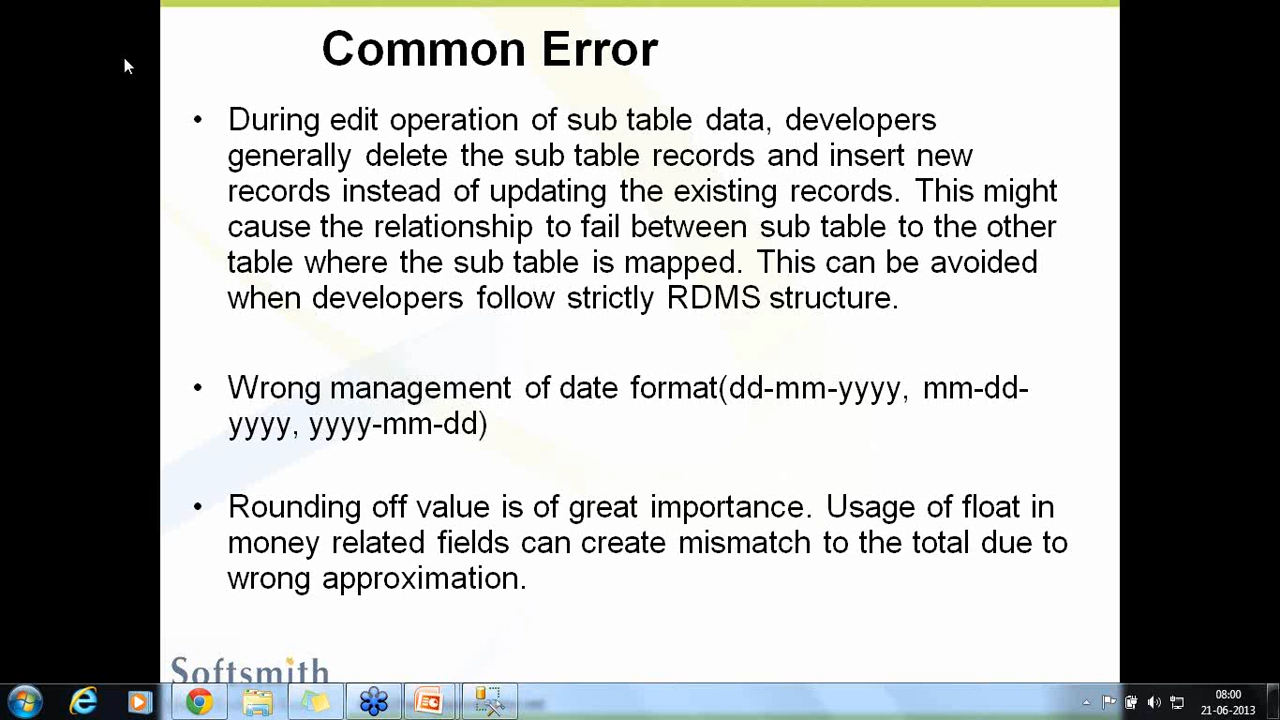 Common Error
• During edit operation of sub table data, developers
generally delete the sub table records and insert new
records instead of updating the existing records. This might
cause the relationship to fail between sub table to the other
table where the sub table is mapped. This can be avoided
when developers follow strictly RDMS structure.
• Wrong management of date format(dd-mm-yyyy, mm-dd-
yyyy, yyyy-mm-dd)
• Rounding off value is of great importance. Usage of float in
money related fields can create mismatch to the total due to
wrong approximation.
Softsmith
08:00
21-06-2013